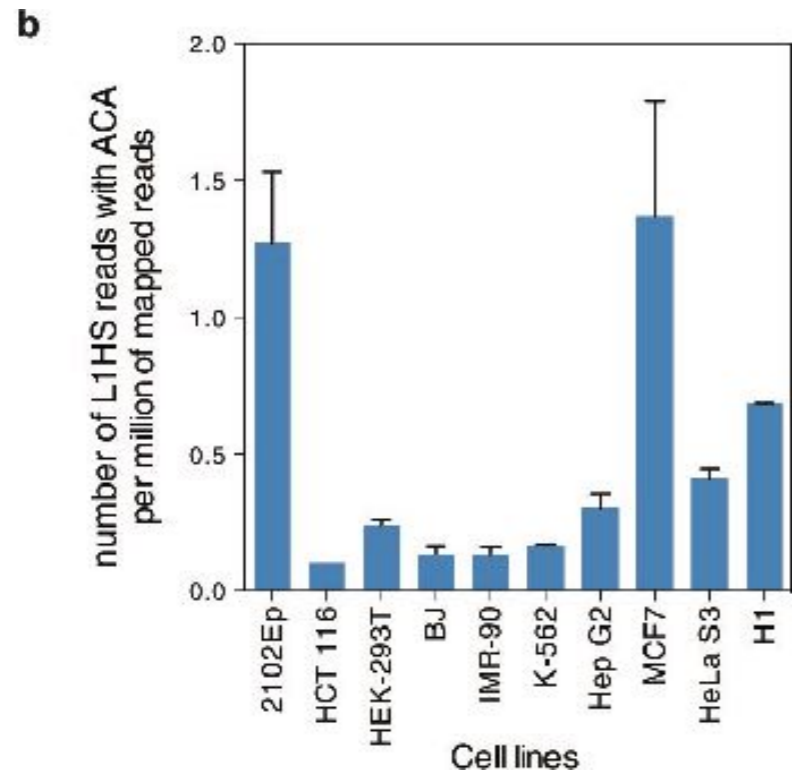 b
number of L1HS reads with ACA
per million of mapped reads
2.0
1.5
1.0
0.5
0.0
2102Ep
HCT 116
HEK-293T
BJ
IMR-90
K-562
Hep G2
MCF7
HeLa S3
H1
Cell lines